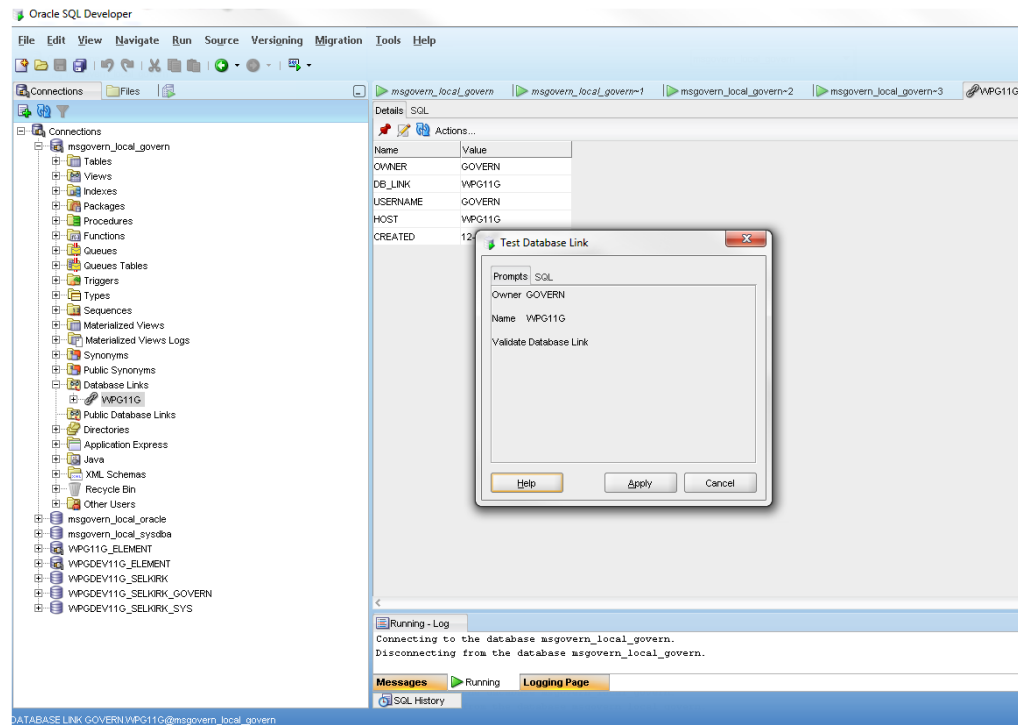 Oracle SQL Developer
File Edit View Navigate Run Source Versioning Migration Tools Help
Connections Files
msgovern_local_govern msgovern_local_govern~1 msgovern_local_govern~2 msgovern_local_govern~3 WPG11G
Details SQL
Actions...
Connections
msgovern_local_govern
Tables
Views
Indexes
Packages
Procedures
Functions
Queues
Queues Tables
Triggers
Types
Sequences
Materialized Views
Materialized Views Logs
Synonyms
Public Synonyms
Database Links
WPG11G
Public Database Links
Directories
Application Express
Java
XML Schemas
Recycle Bin
Other Users
msgovern_local_oracle
msgovern_local_sysdba
WPG11G_ELEMENT
WPGDEV11G_ELEMENT
WPGDEV11G_SELKIRK
WPGDEV11G_SELKIRK_GOVERN
WPGDEV11G_SELKIRK_SYS
Name Value
OWNER GOVERN
DB_LINK WPG11G
USERNAME GOVERN
HOST WPG11G
CREATED 12-
Test Database Link
Prompts SQL
Owner GOVERN
Name WPG11G
Validate Database Link
Help Apply Cancel
Running - Log
Connecting to the database msgovern_local_govern.
Disconnecting from the database msgovern_local_govern.
Messages Running Logging Page
SQL History
DATABASE LINK GOVERN.WPG11G@msgovern_local_govern